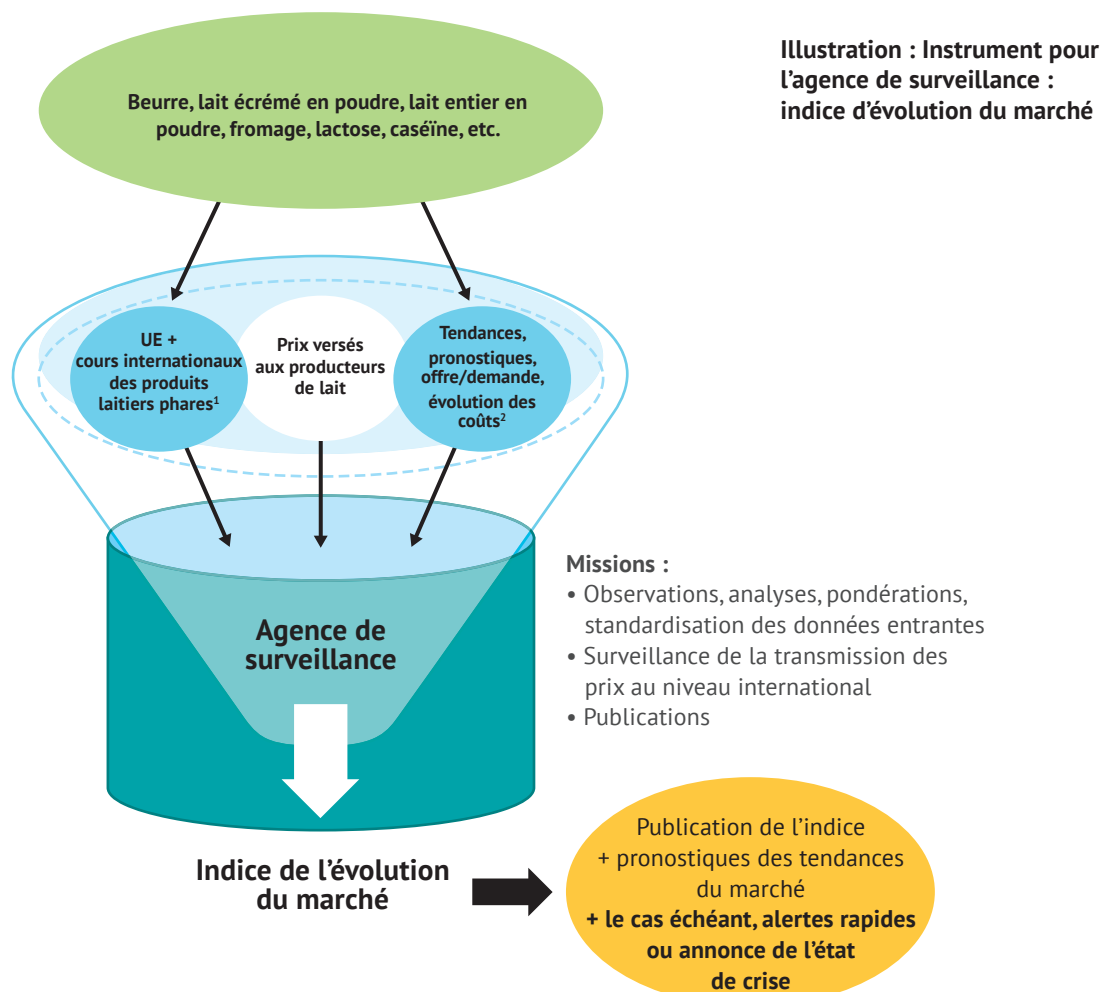 Illustration : Instrument pour
l’agence de surveillance :
indice d’évolution du marché
Beurre, lait écrémé en poudre, lait entier en
poudre, fromage, lactose, caséïne, etc.
UE +
cours internationaux
des produits
laitiers phares¹
Prix versés
aux producteurs
de lait
Tendances,
pronostiques,
offre/demande,
évolution des
coûts²
Agence de
surveillance
Missions :
• Observations, analyses, pondérations,
standardisation des données entrantes
• Surveillance de la transmission des
prix au niveau international
• Publications
Indice de l’évolution
du marché
Publication de l’indice
+ pronostiques des tendances
du marché
+ le cas échéant, alertes rapides
ou annonce de l’état
de crise